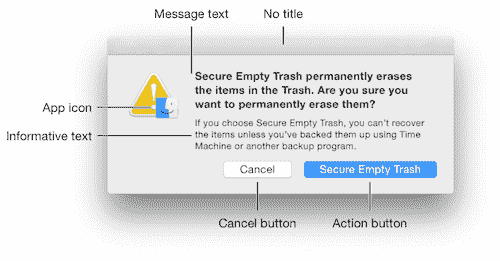 Message text
No title
Secure Empty Trash permanently erases
the items in the Trash. Are you sure you
want to permanently erase them?
App icon
If you choose Secure Empty Trash, you can't recover
Informative text
the items unless you've backed them up using Time
Machine or another backup program.
Cancel
Secure Empty Trash
Cancel button
Action button